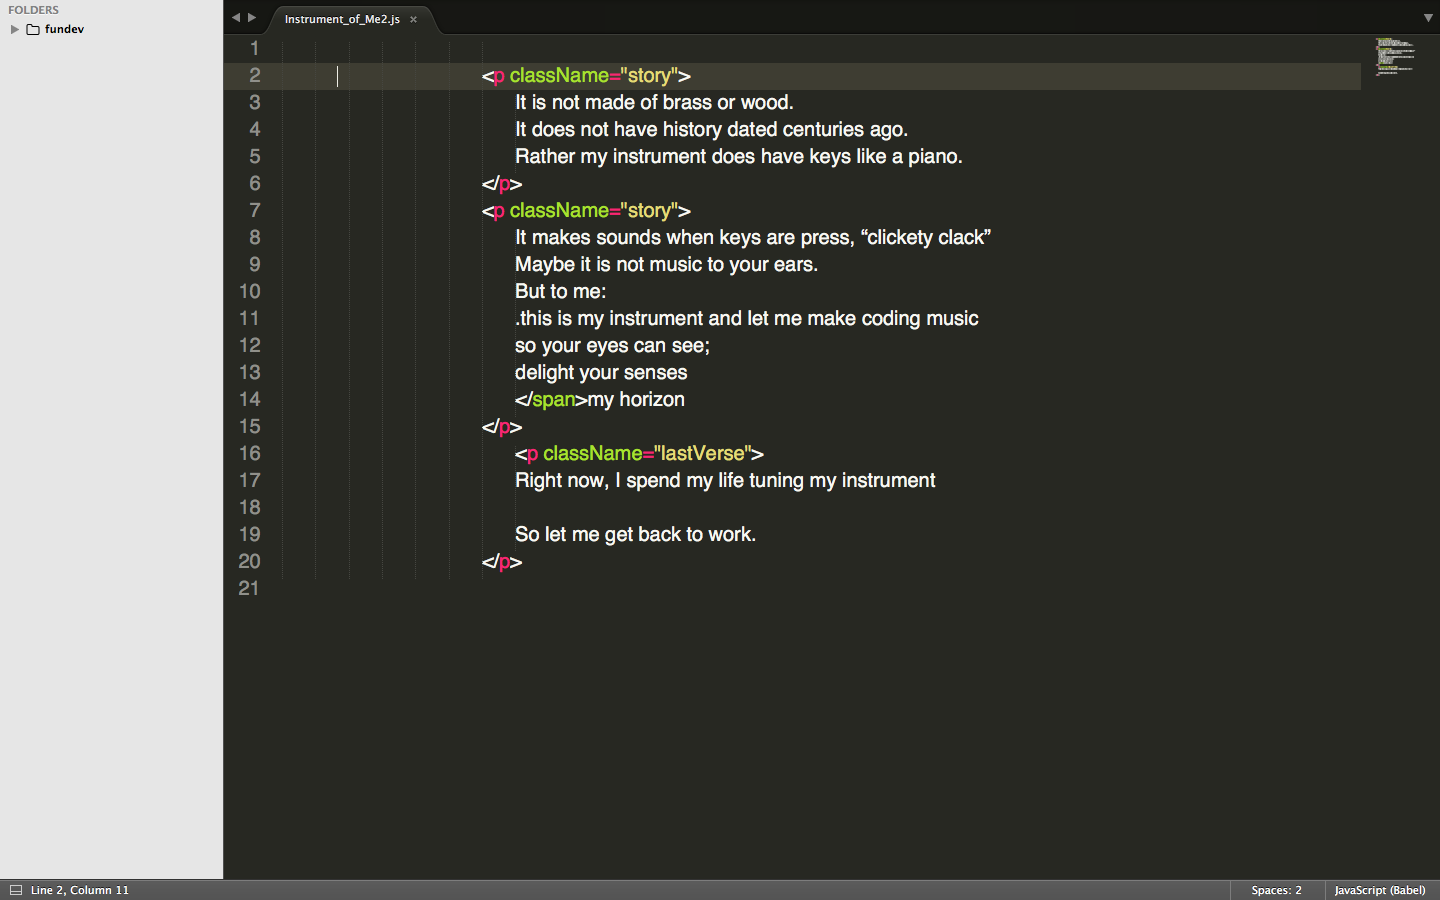 FOLDERS
fundev
Instrument_of_Me2.js ×
1
2 <p className="story">
3 It is not made of brass or wood.
4 It does not have history dated centuries ago.
5 Rather my instrument does have keys like a piano.
6 </p>
7 <p className="story">
8 It makes sounds when keys are press, “clickety clack”
9 Maybe it is not music to your ears.
10 But to me:
11 .this is my instrument and let me make coding music
12 so your eyes can see;
13 delight your senses
14 </span>my horizon
15 </p>
16 <p className="lastVerse">
17 Right now, I spend my life tuning my instrument
18
19 So let me get back to work.
20 </p>
21
Line 2, Column 11
Spaces: 2
JavaScript (Babel)